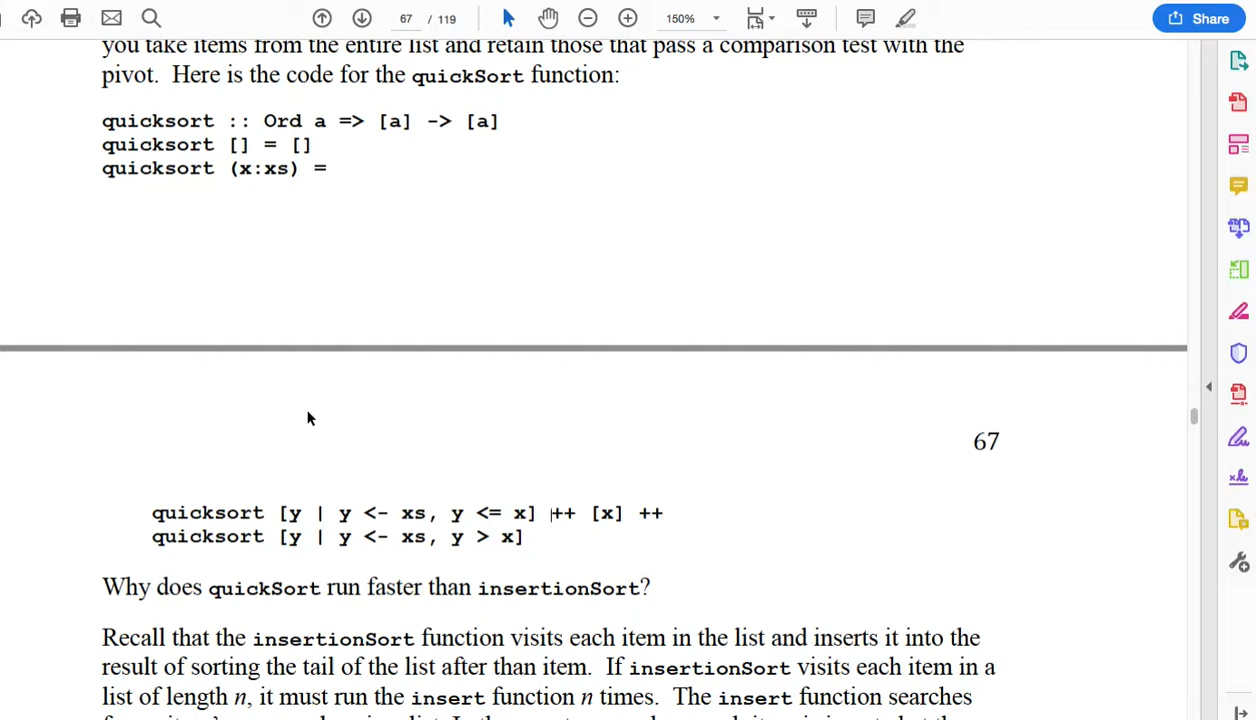 67 / 119
150%
Share
you take items from the entire list and retain those that pass a comparison test with the
pivot. Here is the code for the quickSort function:
quicksort :: Ord a => [a] -> [a]
quicksort [] = []
quicksort (x:xs) =
67
quicksort [y | y <- xs, y <= x] ++ [x] ++
quicksort [y | y <- xs, y > x]
Why does quickSort run faster than insertionSort?
Recall that the insertionSort function visits each item in the list and inserts it into the
result of sorting the tail of the list after than item. If insertionSort visits each item in a
list of length n, it must run the insert function n times. The insert function searches